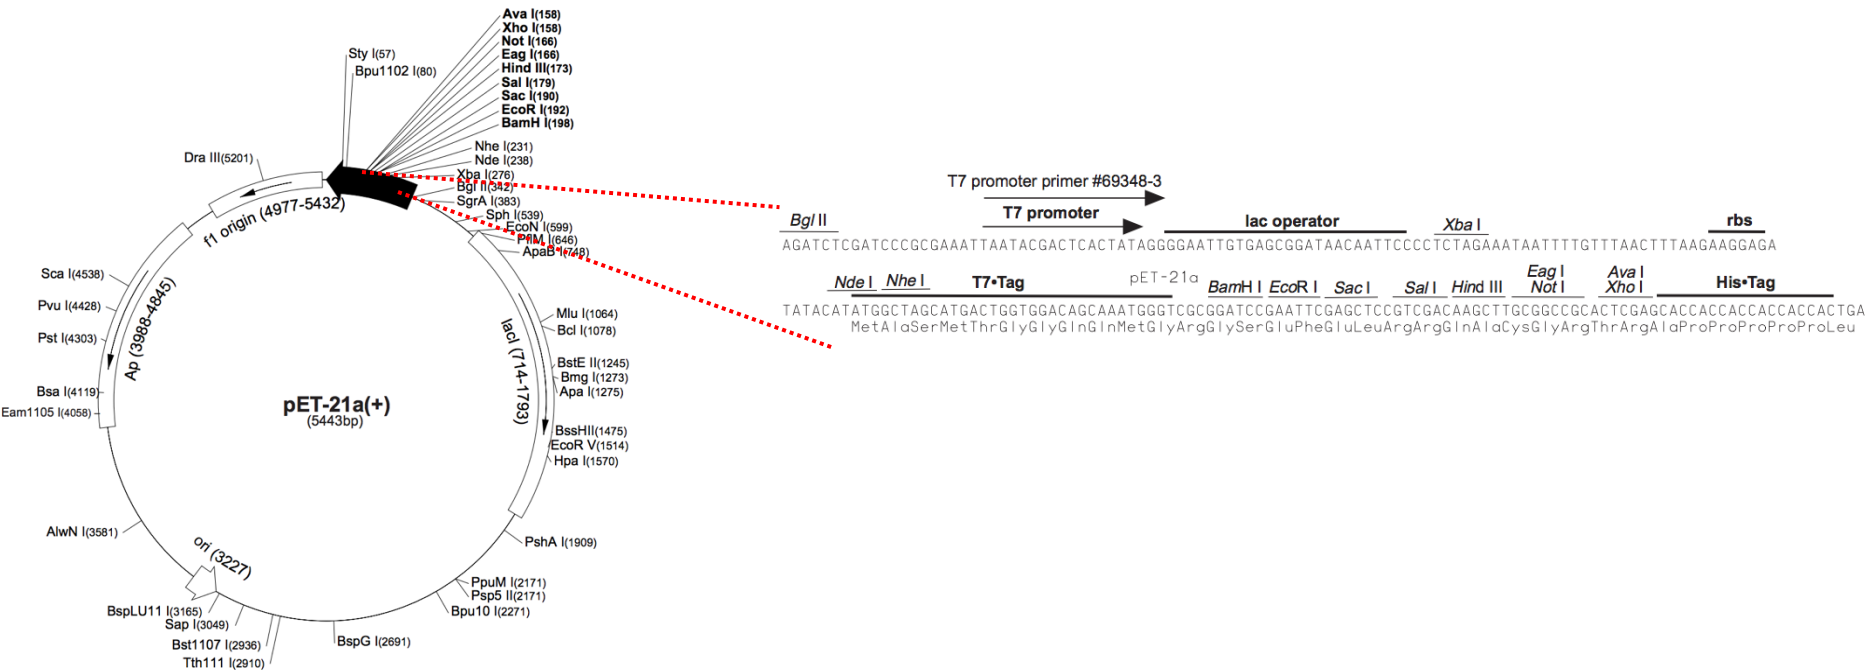 Ava I(158)
Xho I(158)
Not I(166)
Eag I(166)
Hind III(173)
Sal I(179)
Sac I(190)
EcoR I(192)
BamH I(198)
Sty I(57)
Bpu1102 I(80)
Nhe I(231)
Nde I(238)
Xba I(276)
Bgl II(342)
SgrA I(383)
Sph I(539)
EcoN I(599)
PflM I(646)
ApaB I(748)
Dra III(5201)
f1 origin (4977-5432)
Sca I(4538)
Pvu I(4428)
Pst I(4303)
Bsa I(4119)
Eam1105 I(4058)
Ap (3988-4845)
lacI (714-1793)
Mlu I(1064)
Bcl I(1078)
BstE II(1245)
Bmg I(1273)
Apa I(1275)
BssHII(1475)
EcoR V(1514)
Hpa I(1570)
pET-21a(+)
(5443bp)
AlwN I(3581)
ori (3227)
PshA I(1909)
PpuM I(2171)
Psp5 II(2171)
Bpu10 I(2271)
BspLU11 I(3165)
Sap I(3049)
Bst1107 I(2936)
Tth111 I(2910)
BspG I(2691)
T7 promoter primer #69348-3
Bgl II T7 promoter lac operator Xba I rbs
AGATCTCGATCCCGCGAAATTAATACGACTCACTATAGGGGAATTGTGAGCGGATAACAATTCCCCTCTAGAAATAATTTTGTTTAACTTTAAGAAGGAGA
Nde I Nhe I T7•Tag pET-21a BamH I EcoR I Sac I Sal I Hind III Eag I Not I Ava I Xho I His•Tag
TATACATATGGCTAGCATGACTGGTGGACAGCAAATGGGTCGCGGATCCGAATTCGAGCTCCGTCGACAAGCTTGCGGCCGCACTCGAGCACCACCACCACCACCACTGA
MetAlaSerMetThrGlyGlyGlnGlnMetGlyArgGlySerGluPheGluLeuArgArgGlnAlaCysGlyArgThrArgAlaProProProProProLeu